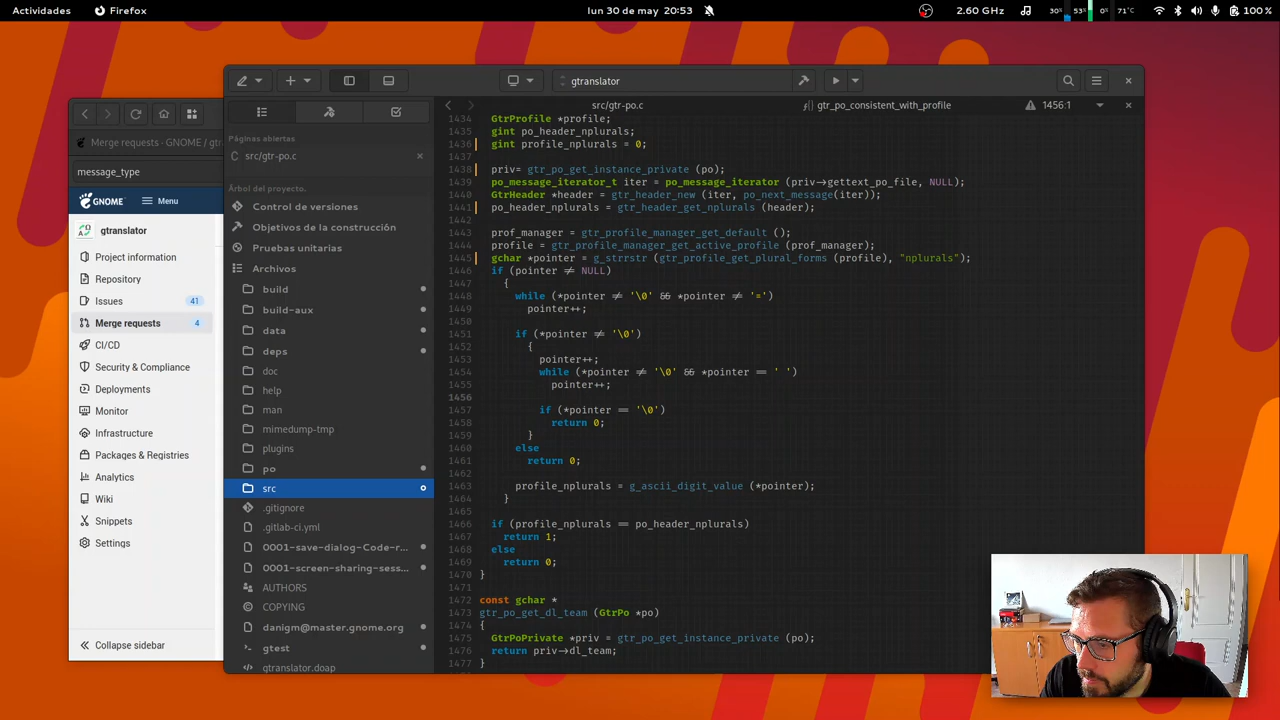 Actividades
Firefox
lun 30 de may 20:53
2.60 GHz
30%
53%
0%
71°C
100 %
gtranslator
Merge requests · GNOME / gtr
message_type
GNOME
Menu
gtranslator
Project information
Repository
Issues 41
Merge requests 4
CI/CD
Security & Compliance
Deployments
Monitor
Infrastructure
Packages & Registries
Analytics
Wiki
Snippets
Settings
Collapse sidebar
Páginas abiertas
src/gtr-po.c
Árbol del proyecto.
Control de versiones
Objetivos de la construcción
Pruebas unitarias
Archivos
build
build-aux
data
deps
doc
help
man
mimedump-tmp
plugins
po
src
.gitignore
.gitlab-ci.yml
0001-save-dialog-Code-r...
0001-screen-sharing-sess...
AUTHORS
COPYING
danigm@master.gnome.org
gtest
gtranslator.doap
src/gtr-po.c
gtr_po_consistent_with_profile
1456:1
1434 GtrProfile *profile;
1435 gint po_header_nplurals;
1436 gint profile_nplurals = 0;
1437
1438 priv= gtr_po_get_instance_private (po);
1439 po_message_iterator_t iter = po_message_iterator (priv->gettext_po_file, NULL);
1440 GtrHeader *header = gtr_header_new (iter, po_next_message(iter));
1441 po_header_nplurals = gtr_header_get_nplurals (header);
1442
1443 prof_manager = gtr_profile_manager_get_default ();
1444 profile = gtr_profile_manager_get_active_profile (prof_manager);
1445 gchar *pointer = g_strrstr (gtr_profile_get_plural_forms (profile), "nplurals");
1446 if (pointer != NULL)
1447 {
1448 while (*pointer != '\0' && *pointer != '=')
1449 pointer++;
1450
1451 if (*pointer != '\0')
1452 {
1453 pointer++;
1454 while (*pointer != '\0' && *pointer == ' ')
1455 pointer++;
1456
1457 if (*pointer == '\0')
1458 return 0;
1459 }
1460 else
1461 return 0;
1462
1463 profile_nplurals = g_ascii_digit_value (*pointer);
1464 }
1465
1466 if (profile_nplurals == po_header_nplurals)
1467 return 1;
1468 else
1469 return 0;
1470 }
1471
1472 const gchar *
1473 gtr_po_get_dl_team (GtrPo *po)
1474 {
1475 GtrPoPrivate *priv = gtr_po_get_instance_private (po);
1476 return priv->dl_team;
1477 }